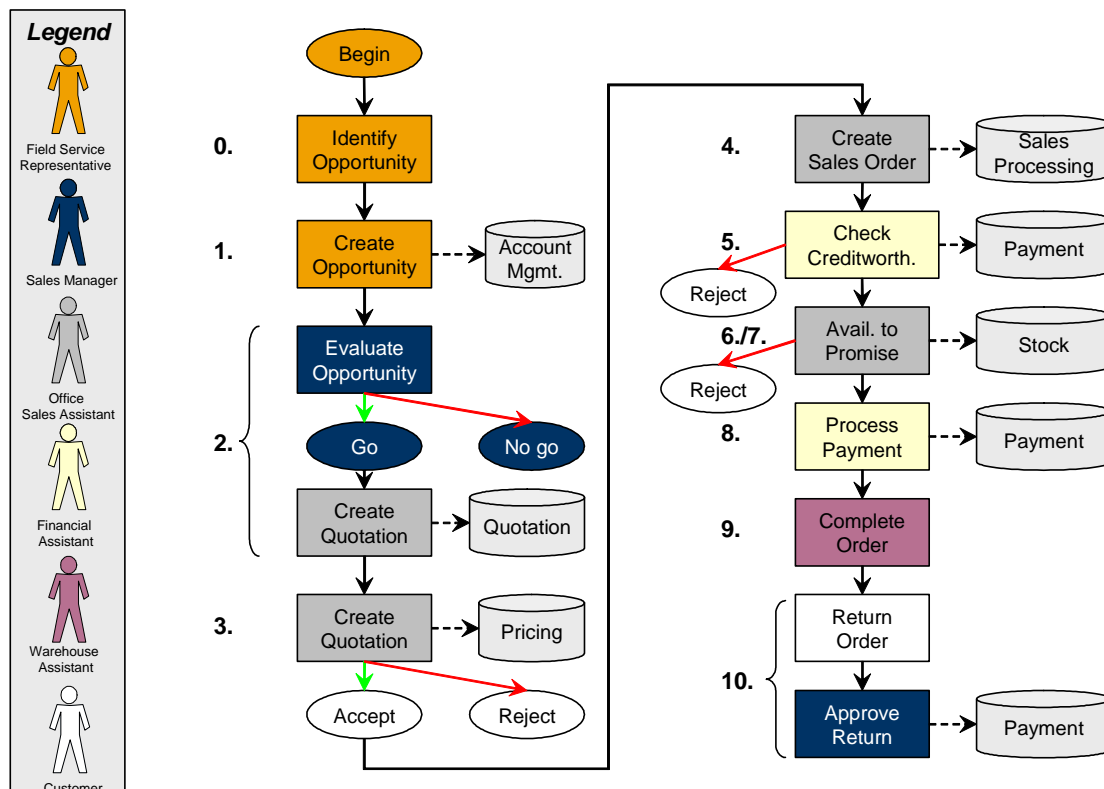 Legend
Field Service
Representative
Sales Manager
Office
Sales Assistant
Financial
Assistant
Warehouse
Assistant
Customer
Begin
0.
Identify
Opportunity
1.
Create
Opportunity
Account
Mgmt.
2.
Evaluate
Opportunity
Go
No go
Create
Quotation
Quotation
3.
Create
Quotation
Pricing
Accept
Reject
4.
Create
Sales Order
Sales
Processing
5.
Check
Creditworth.
Payment
Reject
6./7.
Avail. to
Promise
Stock
Reject
8.
Process
Payment
Payment
9.
Complete
Order
10.
Return
Order
Approve
Return
Payment